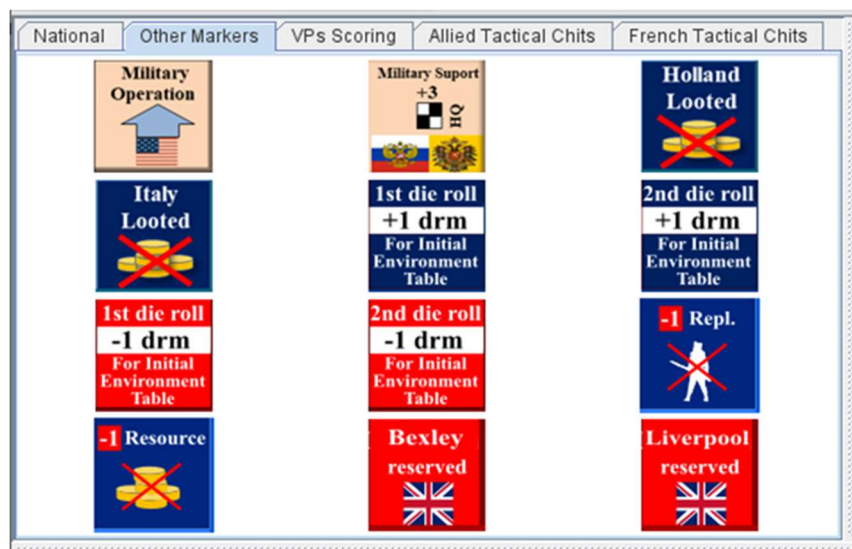 National
Other Markers
VPs Scoring
Allied Tactical Chits
French Tactical Chits
Military
Operation
Military Suport
+3
HQ
Holland
Looted
Italy
Looted
1st die roll
+1 drm
For Initial
Environment
Table
2nd die roll
+1 drm
For Initial
Environment
Table
1st die roll
-1 drm
For Initial
Environment
Table
2nd die roll
-1 drm
For Initial
Environment
Table
-1 Repl.
-1 Resource
Bexley
reserved
Liverpool
reserved